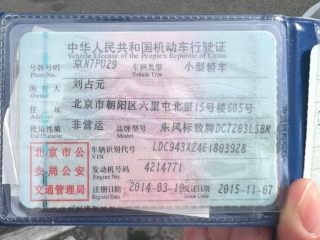 中华人民共和国机动车行驶证
Vehicle License of the People's Republic of China
号牌号码 京N7PU29 车辆类型 小型轿车
Plate No. Vehicle Type
所有人 刘占元
Owner
住址 北京市朝阳区六里屯北里15号楼605号
Address
使用性质 非营运 品牌型号 东风标致牌DC7203LSBM
Use Character Model
北京市公 车辆识别代号 LDC943X24E1803928
VIN
安局公安 发动机号码 4214771
Engine No.
交通管理局 注册日期 2014-03-10 发证日期 2015-11-07
Register Date Issue Date